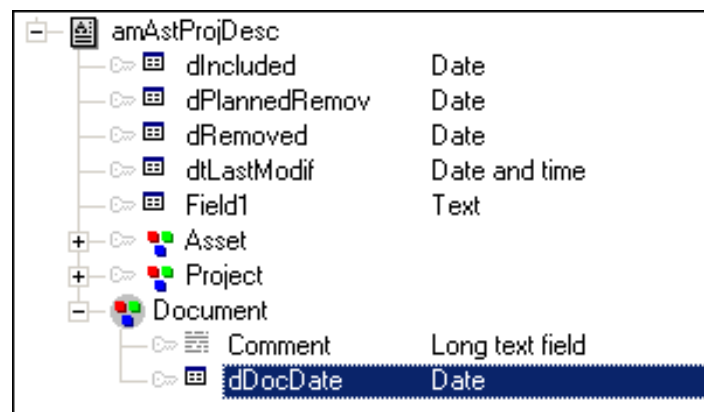 amAstProjDesc
dIncluded Date
dPlannedRemov Date
dRemoved Date
dtLastModif Date and time
Field1 Text
Asset
Project
Document
Comment Long text field
dDocDate Date